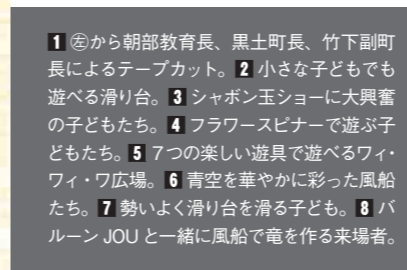 1 ㊧から朝部教育長、黒土町長、竹下副町
長によるテープカット。2 小さな子どもでも
遊べる滑り台。3 シャボン玉ショーに大興奮
の子どもたち。4 フラワースピナーで遊ぶ子
どもたち。5 7つの楽しい遊具で遊べるワィ・
ワィ・ワ広場。6 青空を華やかに彩った風船
たち。7 勢いよく滑り台を滑る子ども。8 バ
ルーン JOU と一緒に風船で竜を作る来場者。